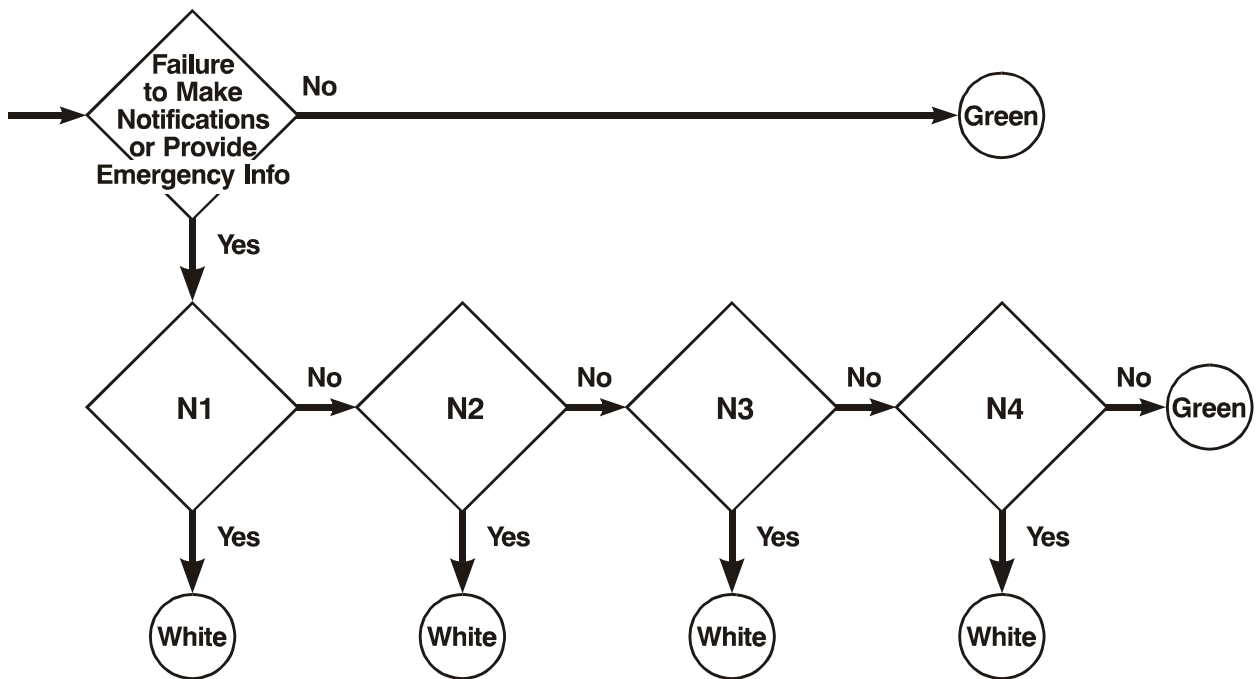 Failure
to Make
Notifications
or Provide
Emergency Info
No
Green
Yes
N1
No
N2
No
N3
No
N4
No
Green
Yes
Yes
Yes
Yes
White
White
White
White